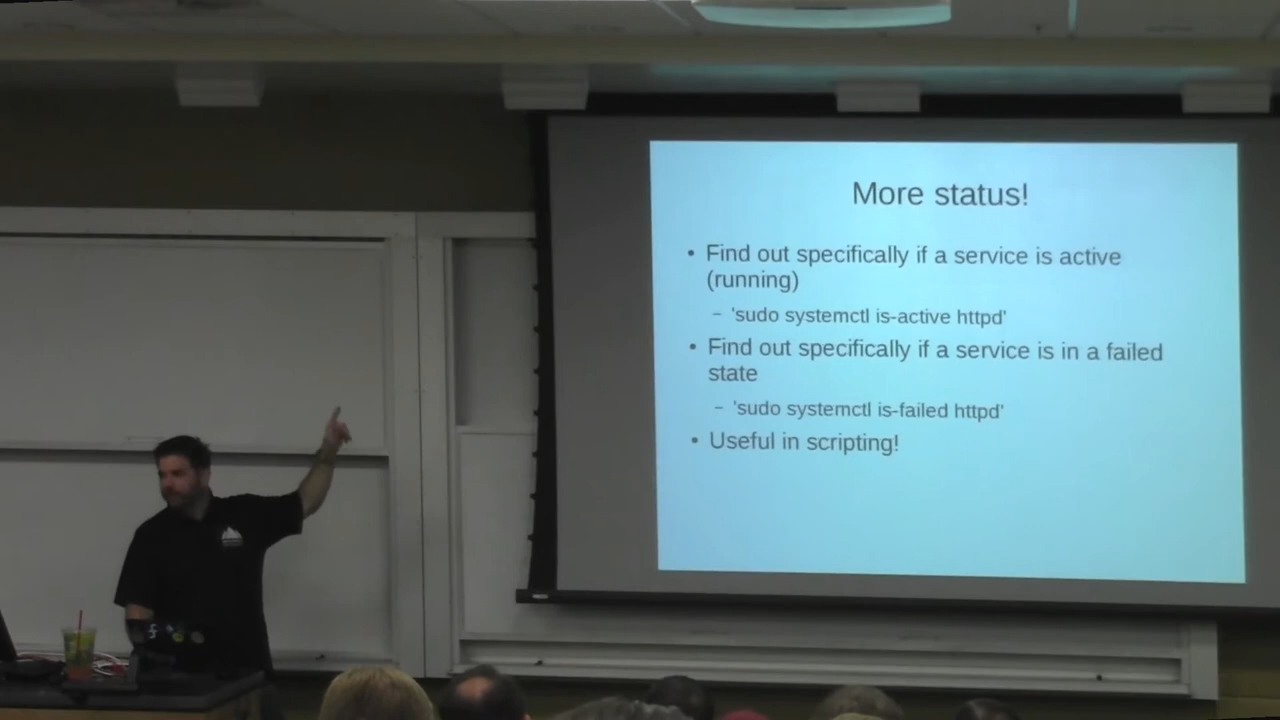 More status!
• Find out specifically if a service is active
(running)
– 'sudo systemctl is-active httpd'
• Find out specifically if a service is in a failed
state
– 'sudo systemctl is-failed httpd'
• Useful in scripting!